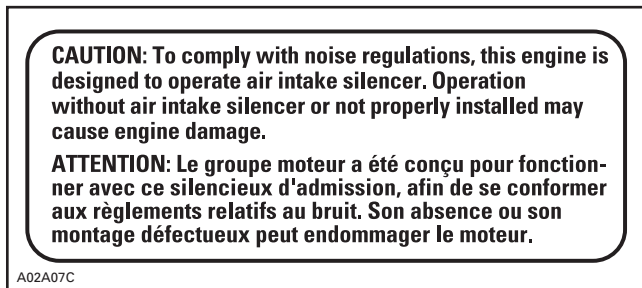 CAUTION: To comply with noise regulations, this engine is
designed to operate air intake silencer. Operation
without air intake silencer or not properly installed may
cause engine damage.
ATTENTION: Le groupe moteur a été conçu pour fonction-
ner avec ce silencieux d'admission, afin de se conformer
aux règlements relatifs au bruit. Son absence ou son
montage défectueux peut endommager le moteur.
A02A07C